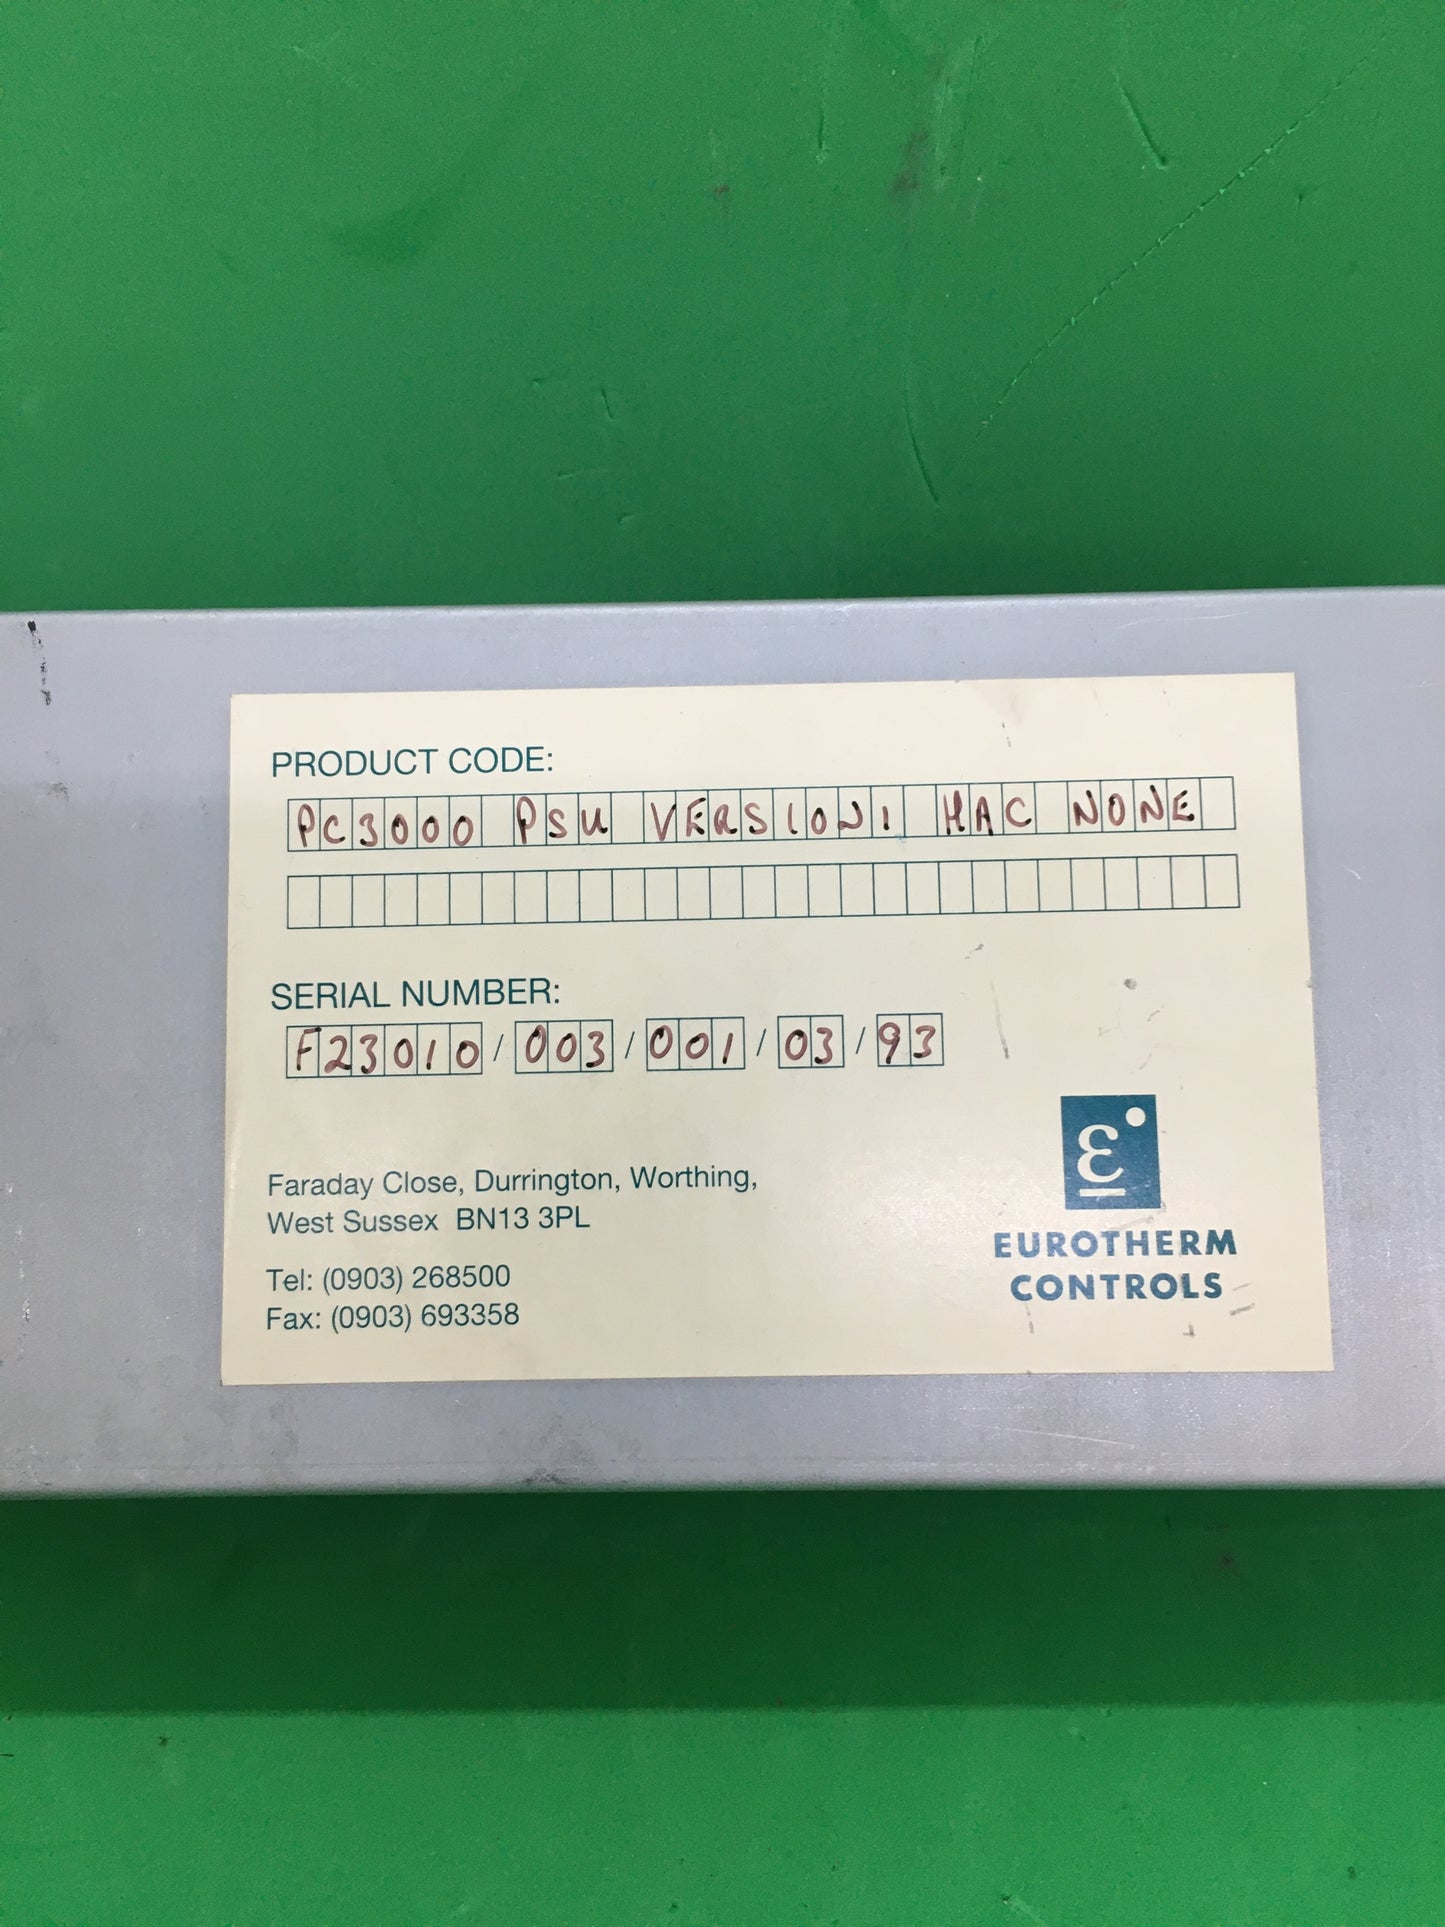 PRODUCT CODE:
PC3000 PSU VERSION1 HAC NONE
SERIAL NUMBER:
F23010/003/001/03/93
Faraday Close, Durrington, Worthing,
West Sussex BN13 3PL
Tel: (0903) 268500
Fax: (0903) 693358
ε
EUROTHERM
CONTROLS